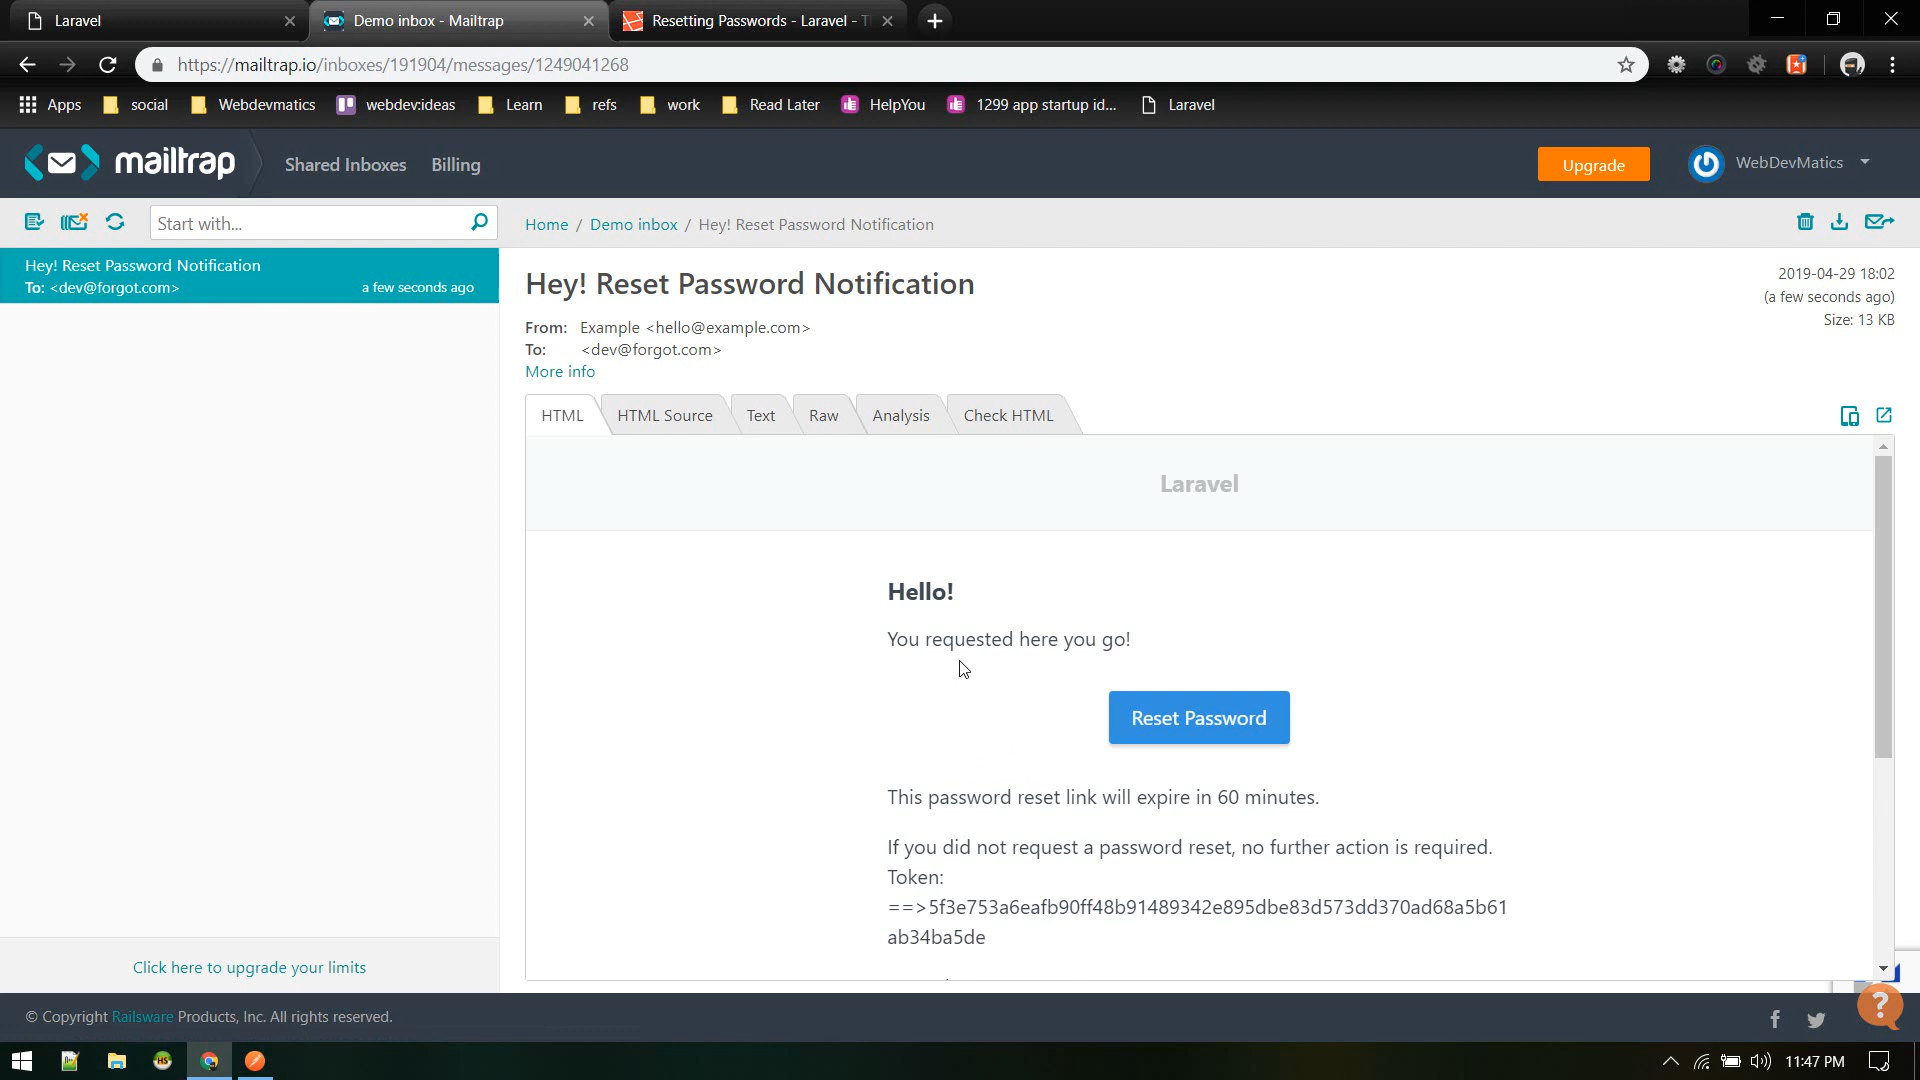 Laravel
Demo inbox - Mailtrap
Resetting Passwords - Laravel - T
https://mailtrap.io/inboxes/191904/messages/1249041268
Apps
social
Webdevmatics
webdev:ideas
Learn
refs
work
Read Later
HelpYou
1299 app startup id...
Laravel
mailtrap
Shared Inboxes
Billing
Upgrade
WebDevMatics
Start with...
Home / Demo inbox / Hey! Reset Password Notification
Hey! Reset Password Notification
To: <dev@forgot.com>
a few seconds ago
Hey! Reset Password Notification
2019-04-29 18:02
(a few seconds ago)
Size: 13 KB
From: Example <hello@example.com>
To: <dev@forgot.com>
More info
HTML
HTML Source
Text
Raw
Analysis
Check HTML
Laravel
Hello!
You requested here you go!
Reset Password
This password reset link will expire in 60 minutes.
If you did not request a password reset, no further action is required.
Token:
==>5f3e753a6eafb90ff48b91489342e895dbe83d573dd370ad68a5b61
ab34ba5de
Click here to upgrade your limits
?
© Copyright Railsware Products, Inc. All rights reserved.
HS
11:47 PM